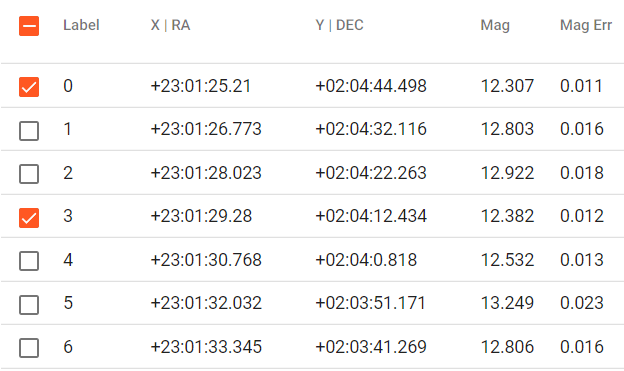 Label X | RA Y | DEC Mag Mag Err
0 +23:01:25.21 +02:04:44.498 12.307 0.011
1 +23:01:26.773 +02:04:32.116 12.803 0.016
2 +23:01:28.023 +02:04:22.263 12.922 0.018
3 +23:01:29.28 +02:04:12.434 12.382 0.012
4 +23:01:30.768 +02:04:0.818 12.532 0.013
5 +23:01:32.032 +02:03:51.171 13.249 0.023
6 +23:01:33.345 +02:03:41.269 12.806 0.016